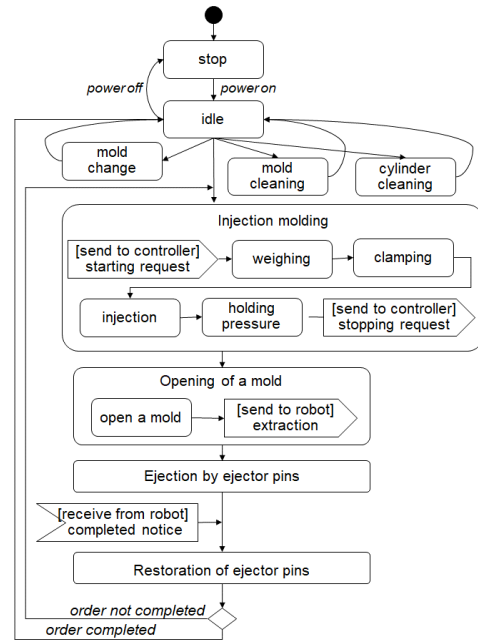 stop
power off
power on
idle
mold
change
mold
cleaning
cylinder
cleaning
Injection molding
[send to controller]
starting request
weighing
clamping
injection
holding
pressure
[send to controller]
stopping request
Opening of a mold
open a mold
[send to robot]
extraction
Ejection by ejector pins
[receive from robot]
completed notice
Restoration of ejector pins
order not completed
order completed